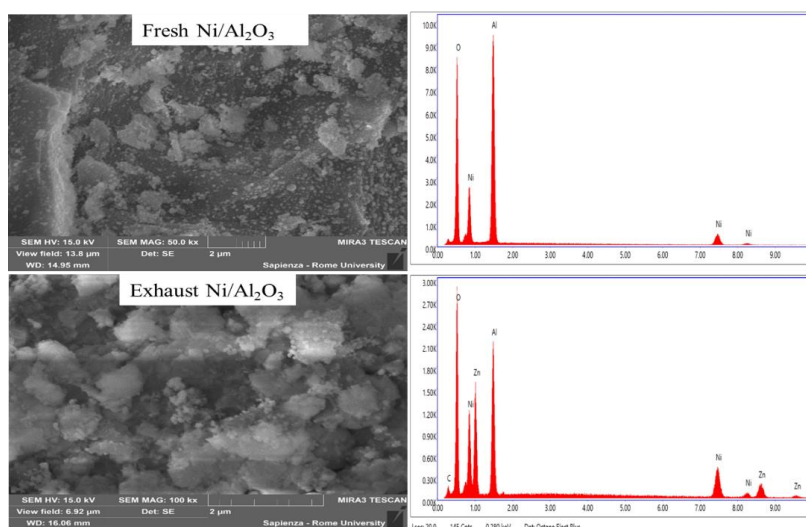 Fresh Ni/Al₂O₃
SEM HV: 15.0 kV SEM MAG: 50.0 kx MIRA3 TESCAN
View field: 13.8 µm Det: SE 2 µm
WD: 14.95 mm Sapienza - Rome University
10.0K
9.0K
8.0K
7.0K
6.0K
5.0K
4.0K
3.0K
2.0K
1.0K
0.0K
O
Al
Ni
Ni
Ni
0.00 1.00 2.00 3.00 4.00 5.00 6.00 7.00 8.00 9.00
Exhaust Ni/Al₂O₃
SEM HV: 15.0 kV SEM MAG: 100 kx MIRA3 TESCAN
View field: 6.92 µm Det: SE 2 µm
WD: 16.06 mm Sapienza - Rome University
3.00K
2.70K
2.40K
2.10K
1.80K
1.50K
1.20K
0.90K
0.60K
0.30K
0.00K
C
O
Ni
Zn
Al
Ni
Ni
Zn
Zn
0.00 1.00 2.00 3.00 4.00 5.00 6.00 7.00 8.00 9.00